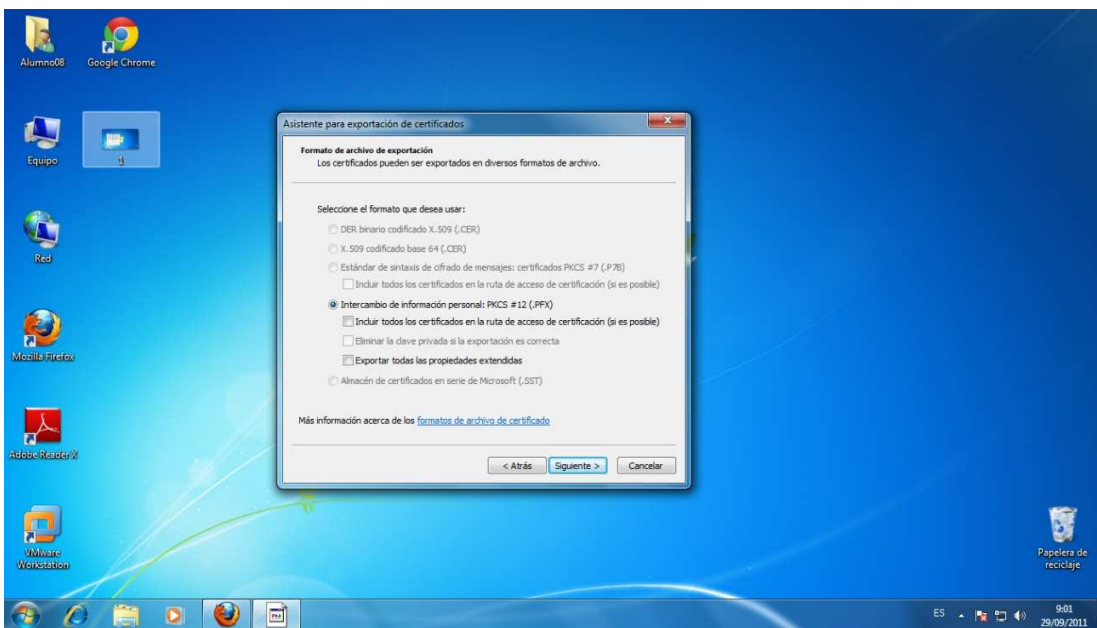 Alumno08
Google Chrome
Equipo
Red
Mozilla Firefox
Adobe Reader X
VMware
Workstation
Asistente para exportación de certificados
Formato de archivo de exportación
Los certificados pueden ser exportados en diversos formatos de archivo.
Seleccione el formato que desea usar:
DER binario codificado X.509 (.CER)
X.509 codificado base 64 (.CER)
Estándar de sintaxis de cifrado de mensajes: certificados PKCS #7 (.P7B)
Incluir todos los certificados en la ruta de acceso de certificación (si es posible)
Intercambio de información personal: PKCS #12 (.PFX)
Incluir todos los certificados en la ruta de acceso de certificación (si es posible)
Eliminar la clave privada si la exportación es correcta
Exportar todas las propiedades extendidas
Almacén de certificados en serie de Microsoft (.SST)
Más información acerca de los formatos de archivo de certificado
< Atrás
Siguiente >
Cancelar
Papelera de
reciclaje
ES
9:01
29/09/2011